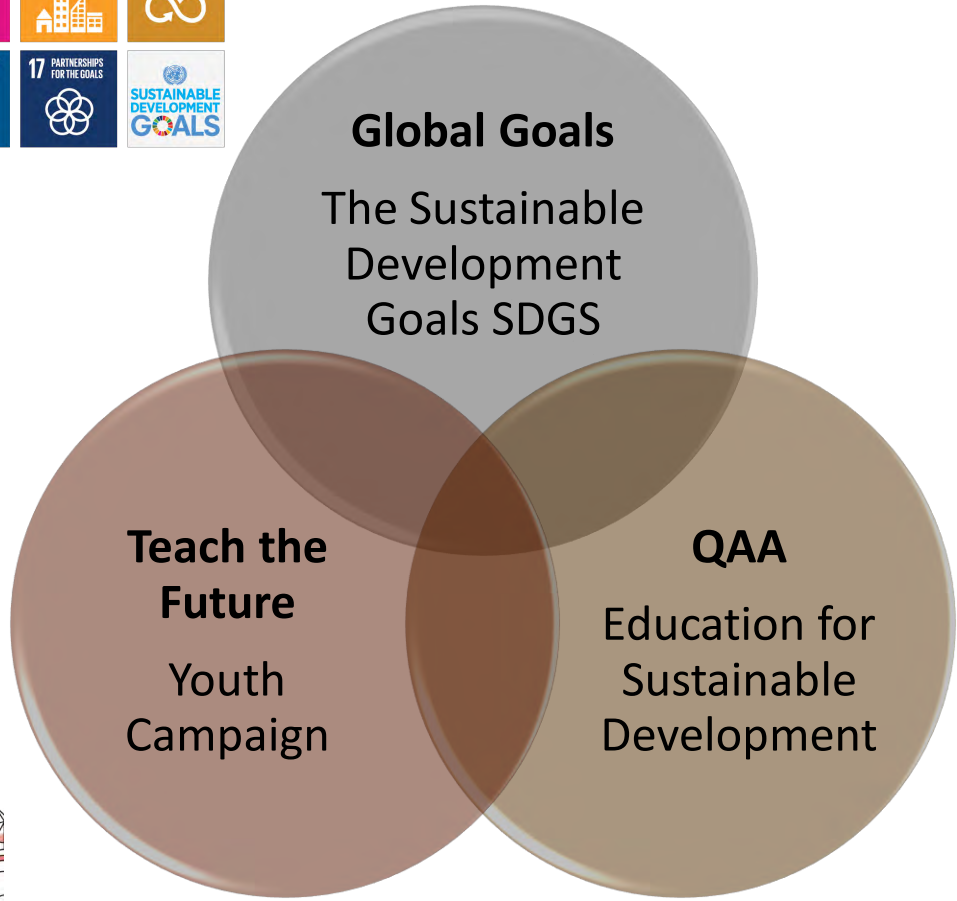 17 PARTNERSHIPS
FOR THE GOALS
SUSTAINABLE
DEVELOPMENT
GOALS
Global Goals
The Sustainable
Development
Goals SDGS
Teach the
Future
Youth
Campaign
QAA
Education for
Sustainable
Development